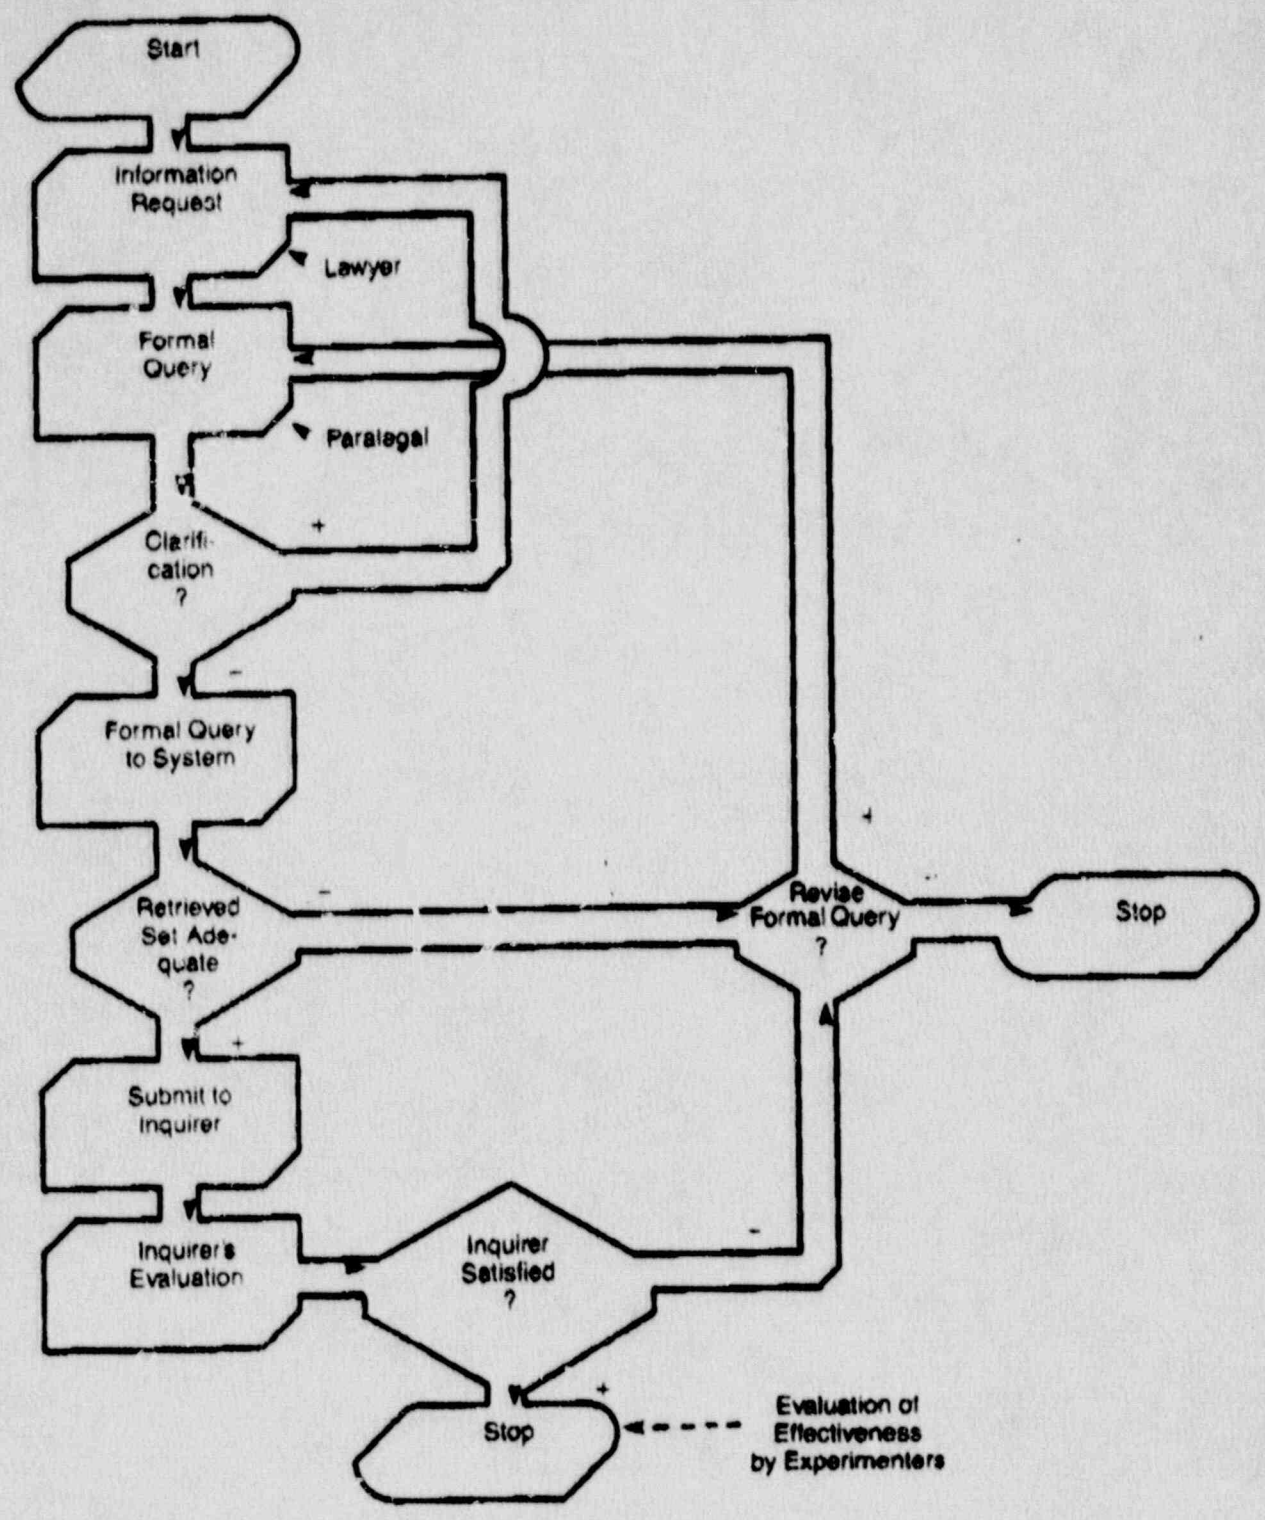 Start
Information
Request
Lawyer
Formal
Query
Paralegal
+
Clarifi-
cation
?
-
Formal Query
to System
+
-
-
Retrieved
Set Ade-
quate
?
Revise
Formal Query
?
Stop
+
Submit to
Inquirer
-
Inquirer's
Evaluation
Inquirer
Satisfied
?
+
Stop
Evaluation of
Effectiveness
by Experimenters